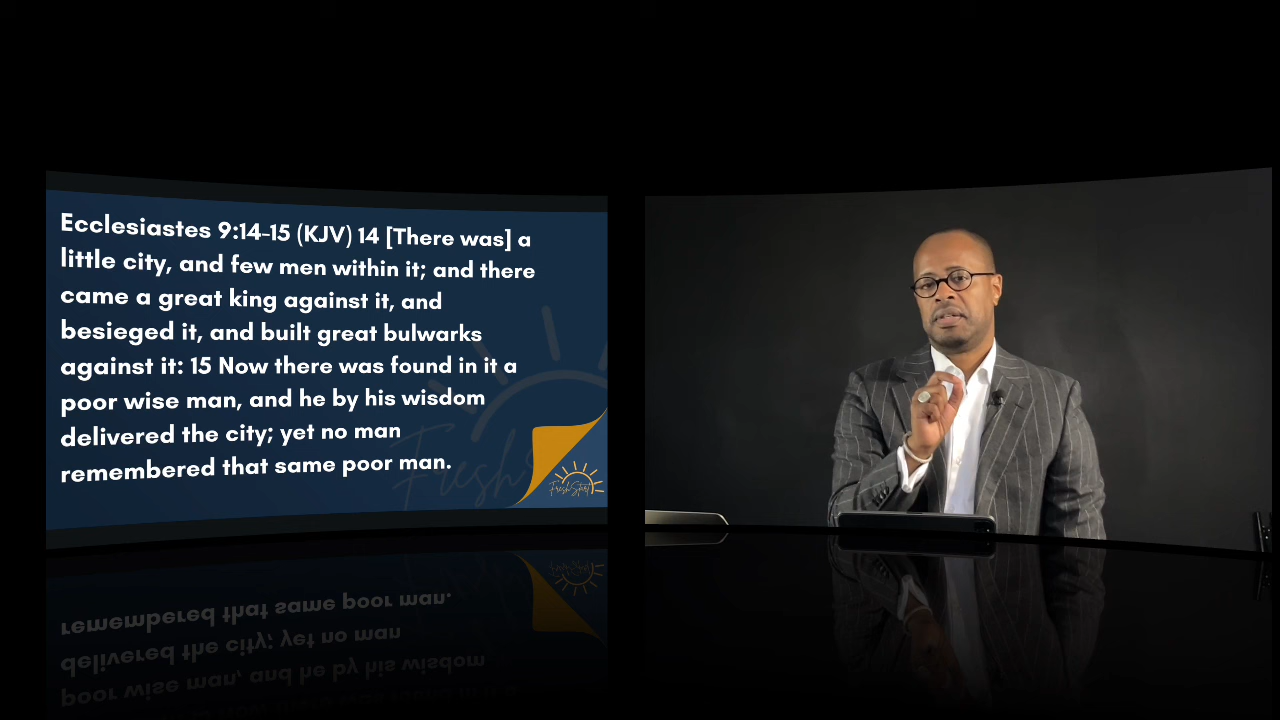 Ecclesiastes 9:14-15 (KJV) 14 [There was] a
little city, and few men within it; and there
came a great king against it, and
besieged it, and built great bulwarks
against it: 15 Now there was found in it a
poor wise man, and he by his wisdom
delivered the city; yet no man
remembered that same poor man.
FreshStart